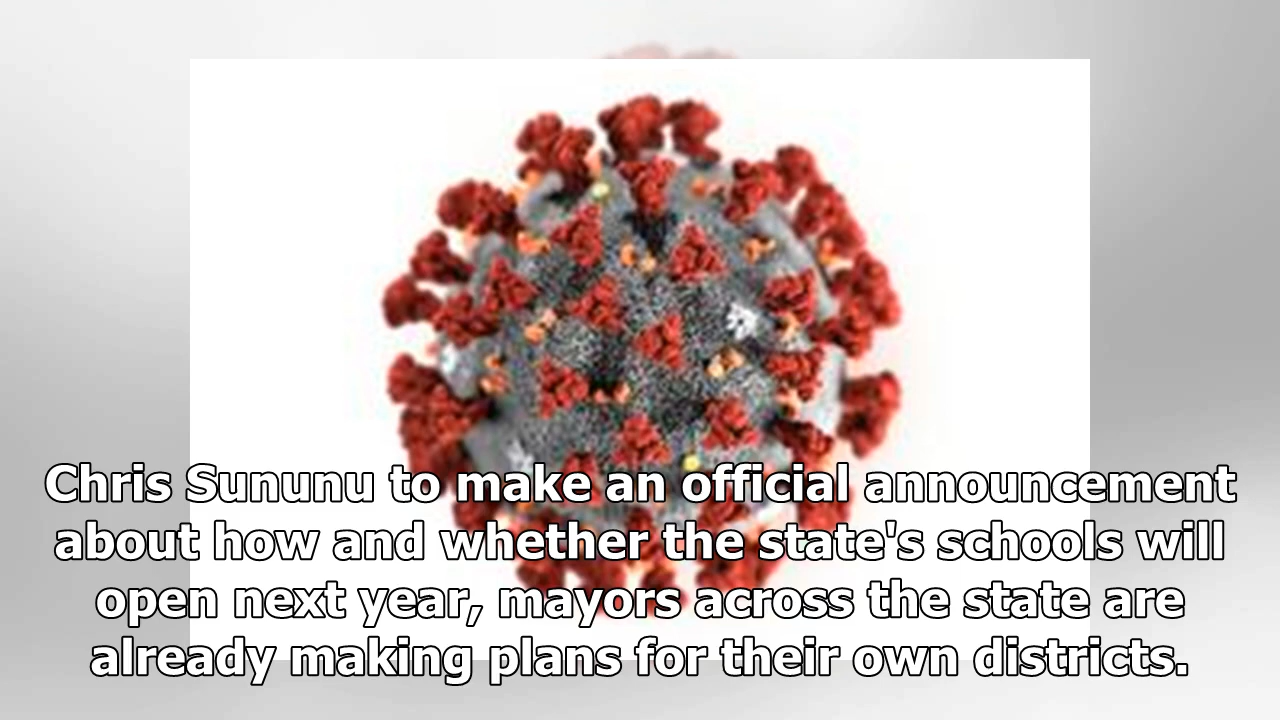 Chris Sununu to make an official announcement
about how and whether the state's schools will
open next year, mayors across the state are
already making plans for their own districts.